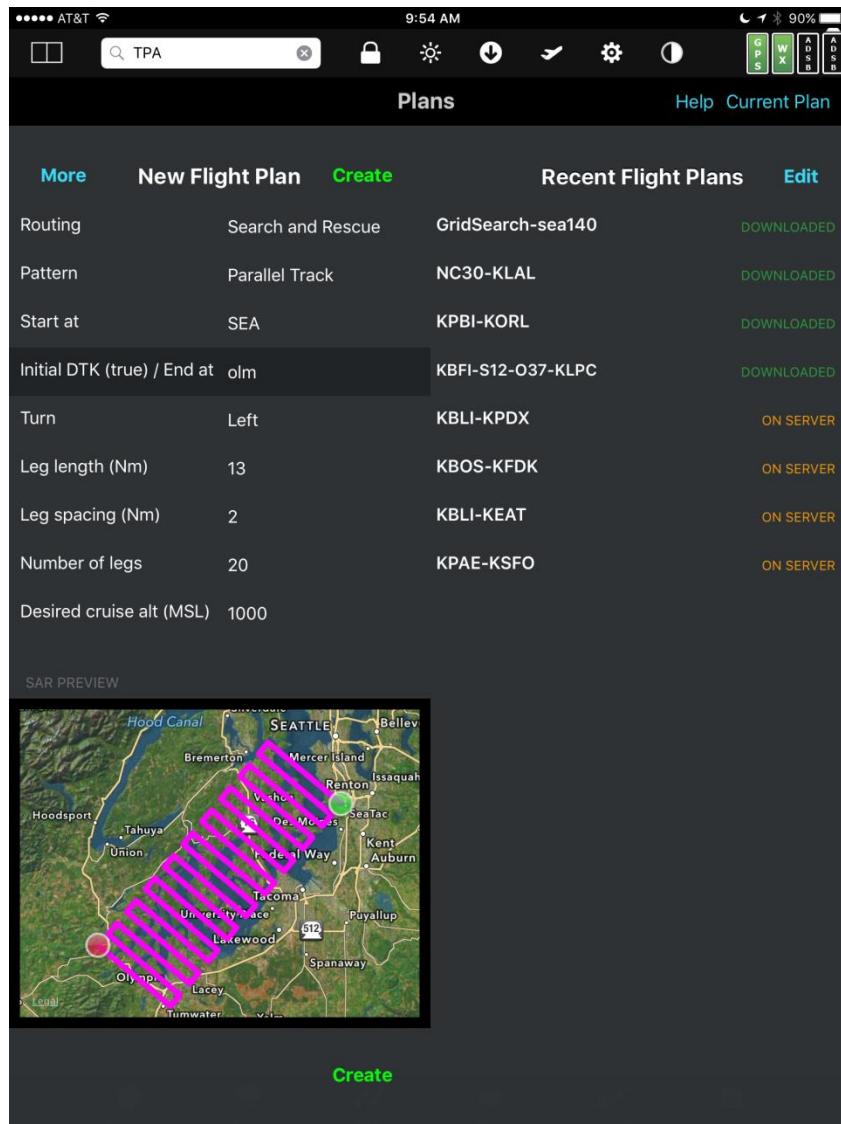 AT&T
9:54 AM
90%
TPA
GPS
WX
ADSB
ADSB
Plans
Help
Current Plan
More
New Flight Plan
Create
Recent Flight Plans
Edit
Routing
Search and Rescue
GridSearch-sea140
DOWNLOADED
Pattern
Parallel Track
NC30-KLAL
DOWNLOADED
Start at
SEA
KPBI-KORL
DOWNLOADED
Initial DTK (true) / End at
olm
KBFI-S12-O37-KLPC
DOWNLOADED
Turn
Left
KBLI-KPDX
ON SERVER
Leg length (Nm)
13
KBOS-KFDK
ON SERVER
Leg spacing (Nm)
2
KBLI-KEAT
ON SERVER
Number of legs
20
KPAE-KSFO
ON SERVER
Desired cruise alt (MSL)
1000
SAR PREVIEW
Hood Canal
SEATTLE
Bellev
Bremerton
Mercer Island
Issaquah
Renton
Hoodsport
SeaTac
Tahuya
Kent
Union
Federal Way
Auburn
Tacoma
Puyallup
512
Lakewood
Spanaway
Lacey
Legal
Tumwater
Create